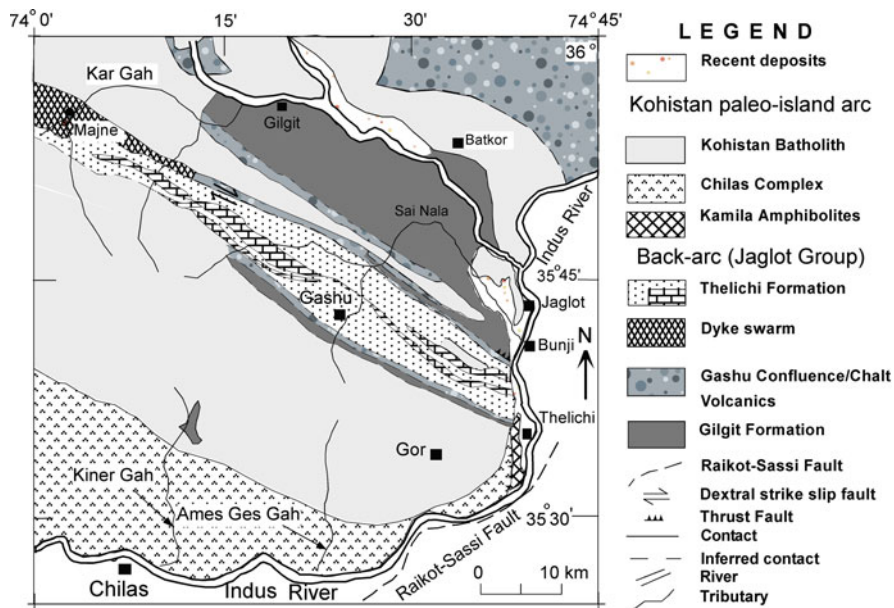 74° 0'
15'
30'
74° 45'
36°
Kar Gah
Majne
Gilgit
Batkor
Sai Nala
Indus River
35° 45'
Gashu
Jaglot
Bunji
N
Thelichi
Gor
Kiner Gah
Ames Ges Gah
35° 30'
Raikot-Sassi Fault
Chilas
Indus River
0 10 km
LEGEND
Recent deposits
Kohistan paleo-island arc
Kohistan Batholith
Chilas Complex
Kamila Amphibolites
Back-arc (Jaglot Group)
Thelichi Formation
Dyke swarm
Gashu Confluence/Chalt
Volcanics
Gilgit Formation
Raikot-Sassi Fault
Dextral strike slip fault
Thrust Fault
Contact
Inferred contact
River
Tributary